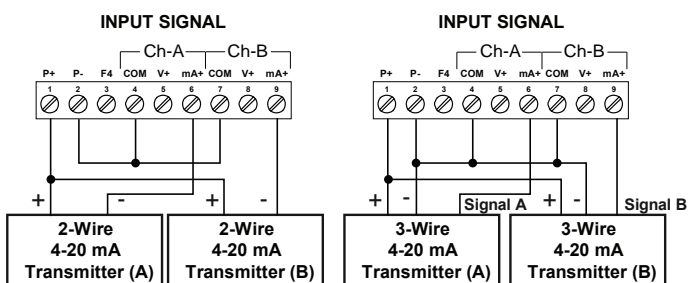 INPUT SIGNAL
Ch-A Ch-B
P+ P- F4 COM V+ mA+ COM V+ mA+
1 2 3 4 5 6 7 8 9
+ - + -
2-Wire
4-20 mA
Transmitter (A)
2-Wire
4-20 mA
Transmitter (B)
INPUT SIGNAL
Ch-A Ch-B
P+ P- F4 COM V+ mA+ COM V+ mA+
1 2 3 4 5 6 7 8 9
+ - Signal A + - Signal B
3-Wire
4-20 mA
Transmitter (A)
3-Wire
4-20 mA
Transmitter (B)